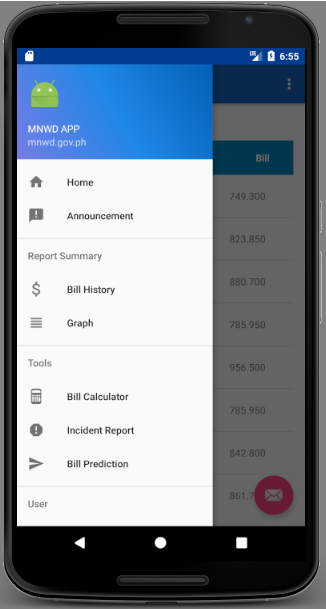 LTE 6:55
MNWD APP
mnwd.gov.ph
Bill
Home
749.300
Announcement
823.850
Report Summary
Bill History
880.700
Graph
785.950
Tools
956.500
Bill Calculator
785.950
Incident Report
842.800
Bill Prediction
861.7
User